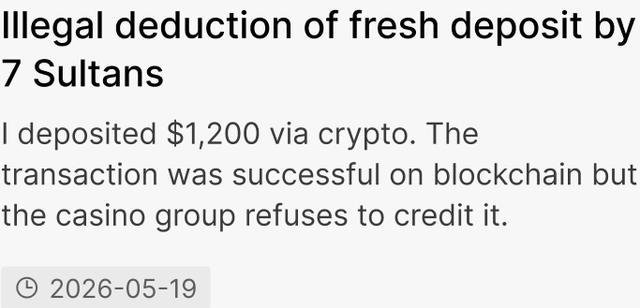 Illegal deduction of fresh deposit by
7 Sultans
I deposited $1,200 via crypto. The
transaction was successful on blockchain but
the casino group refuses to credit it.
2026-05-19